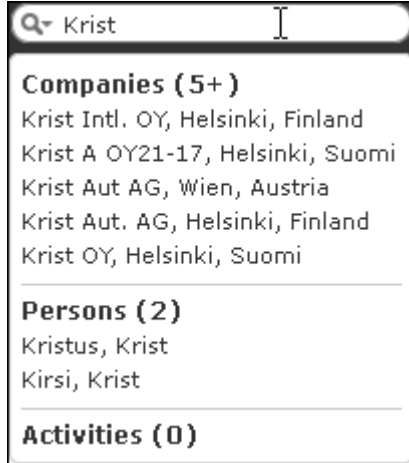 Krist
Companies (5+)
Krist Intl. OY, Helsinki, Finland
Krist A OY21-17, Helsinki, Suomi
Krist Aut AG, Wien, Austria
Krist Aut. AG, Helsinki, Finland
Krist OY, Helsinki, Suomi
Persons (2)
Kristus, Krist
Kirsi, Krist
Activities (0)